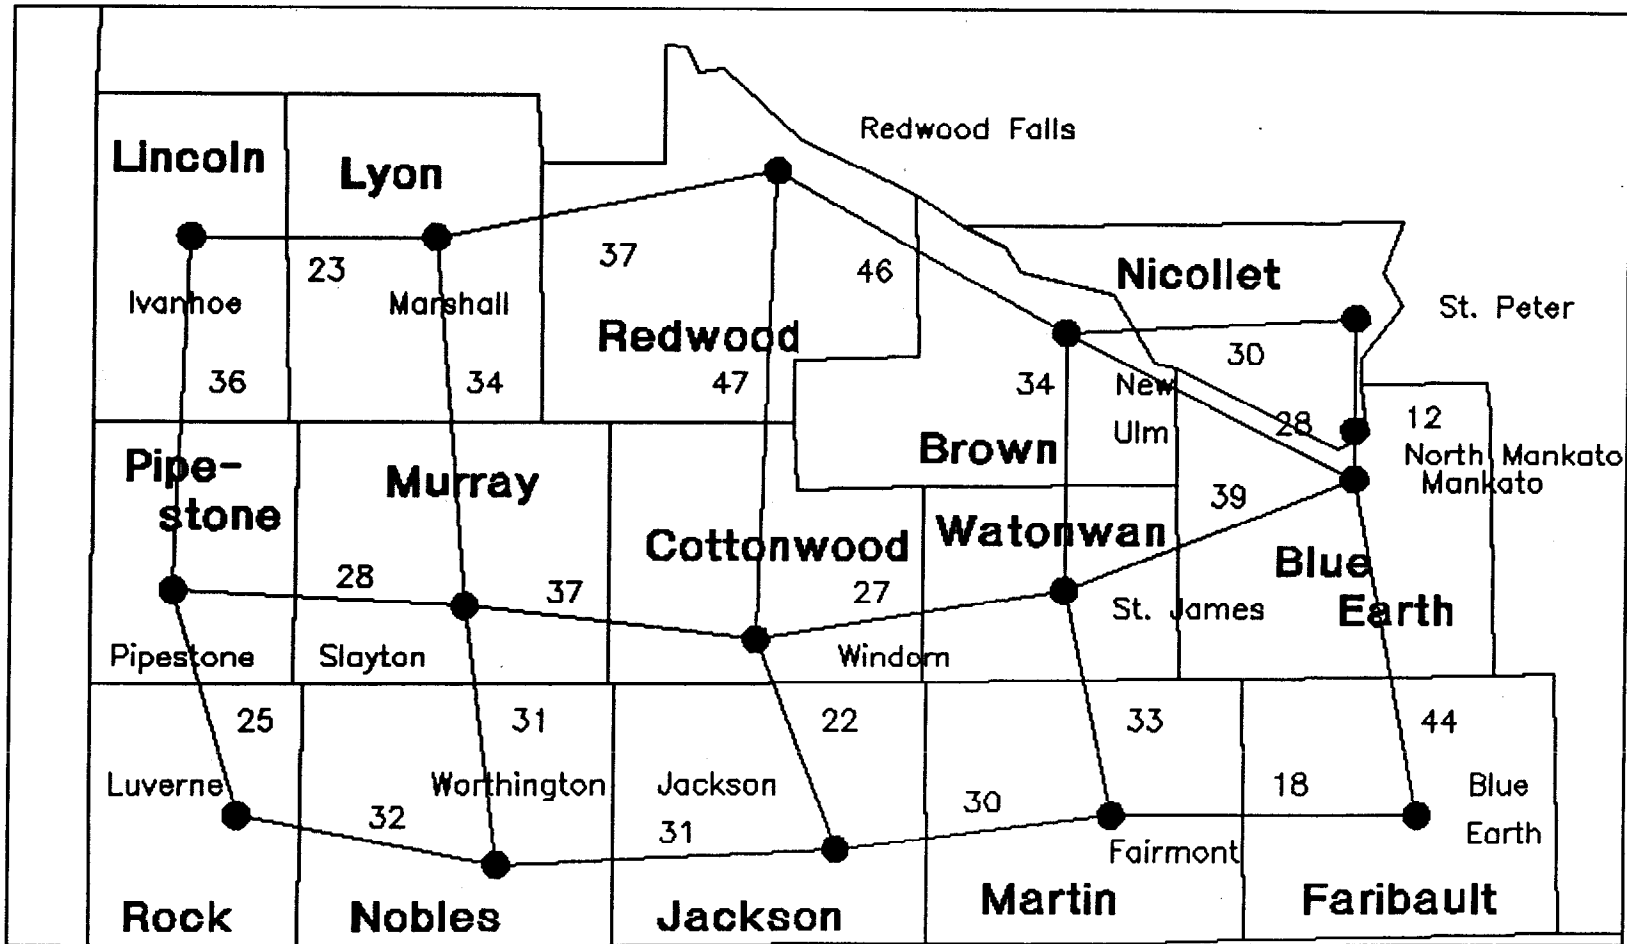 Redwood Falls
Lincoln
Lyon
37
46
Nicollet
23
Ivanhoe
Marshall
St. Peter
Redwood
30
36
34
47
34
New
Ulm
28
12
Brown
North Mankato
Mankato
Pipe-
stone
Murray
39
Cottonwood
Watonwan
Blue
Earth
28
37
27
St. James
Pipestone
Slayton
Windom
25
31
22
33
44
Luverne
Worthington
Jackson
18
Blue
Earth
32
31
30
Fairmont
Rock
Nobles
Jackson
Martin
Faribault